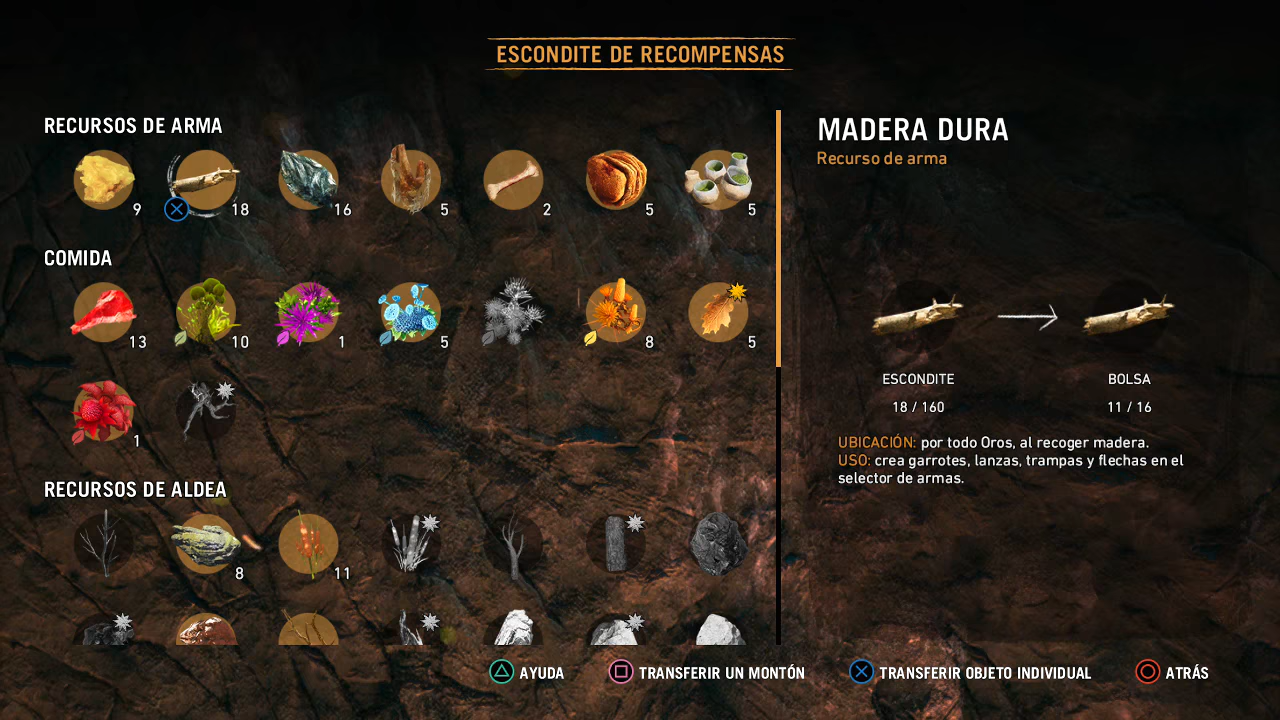 ESCONDITE DE RECOMPENSAS
RECURSOS DE ARMA
9 18 16 5 2 5 5
COMIDA
13 10 1 5 8 5
1
RECURSOS DE ALDEA
8 11
MADERA DURA
Recurso de arma
ESCONDITE BOLSA
18 / 160 11 / 16
UBICACIÓN: por todo Oros, al recoger madera.
USO: crea garrotes, lanzas, trampas y flechas en el
selector de armas.
AYUDA TRANSFERIR UN MONTÓN TRANSFERIR OBJETO INDIVIDUAL ATRÁS